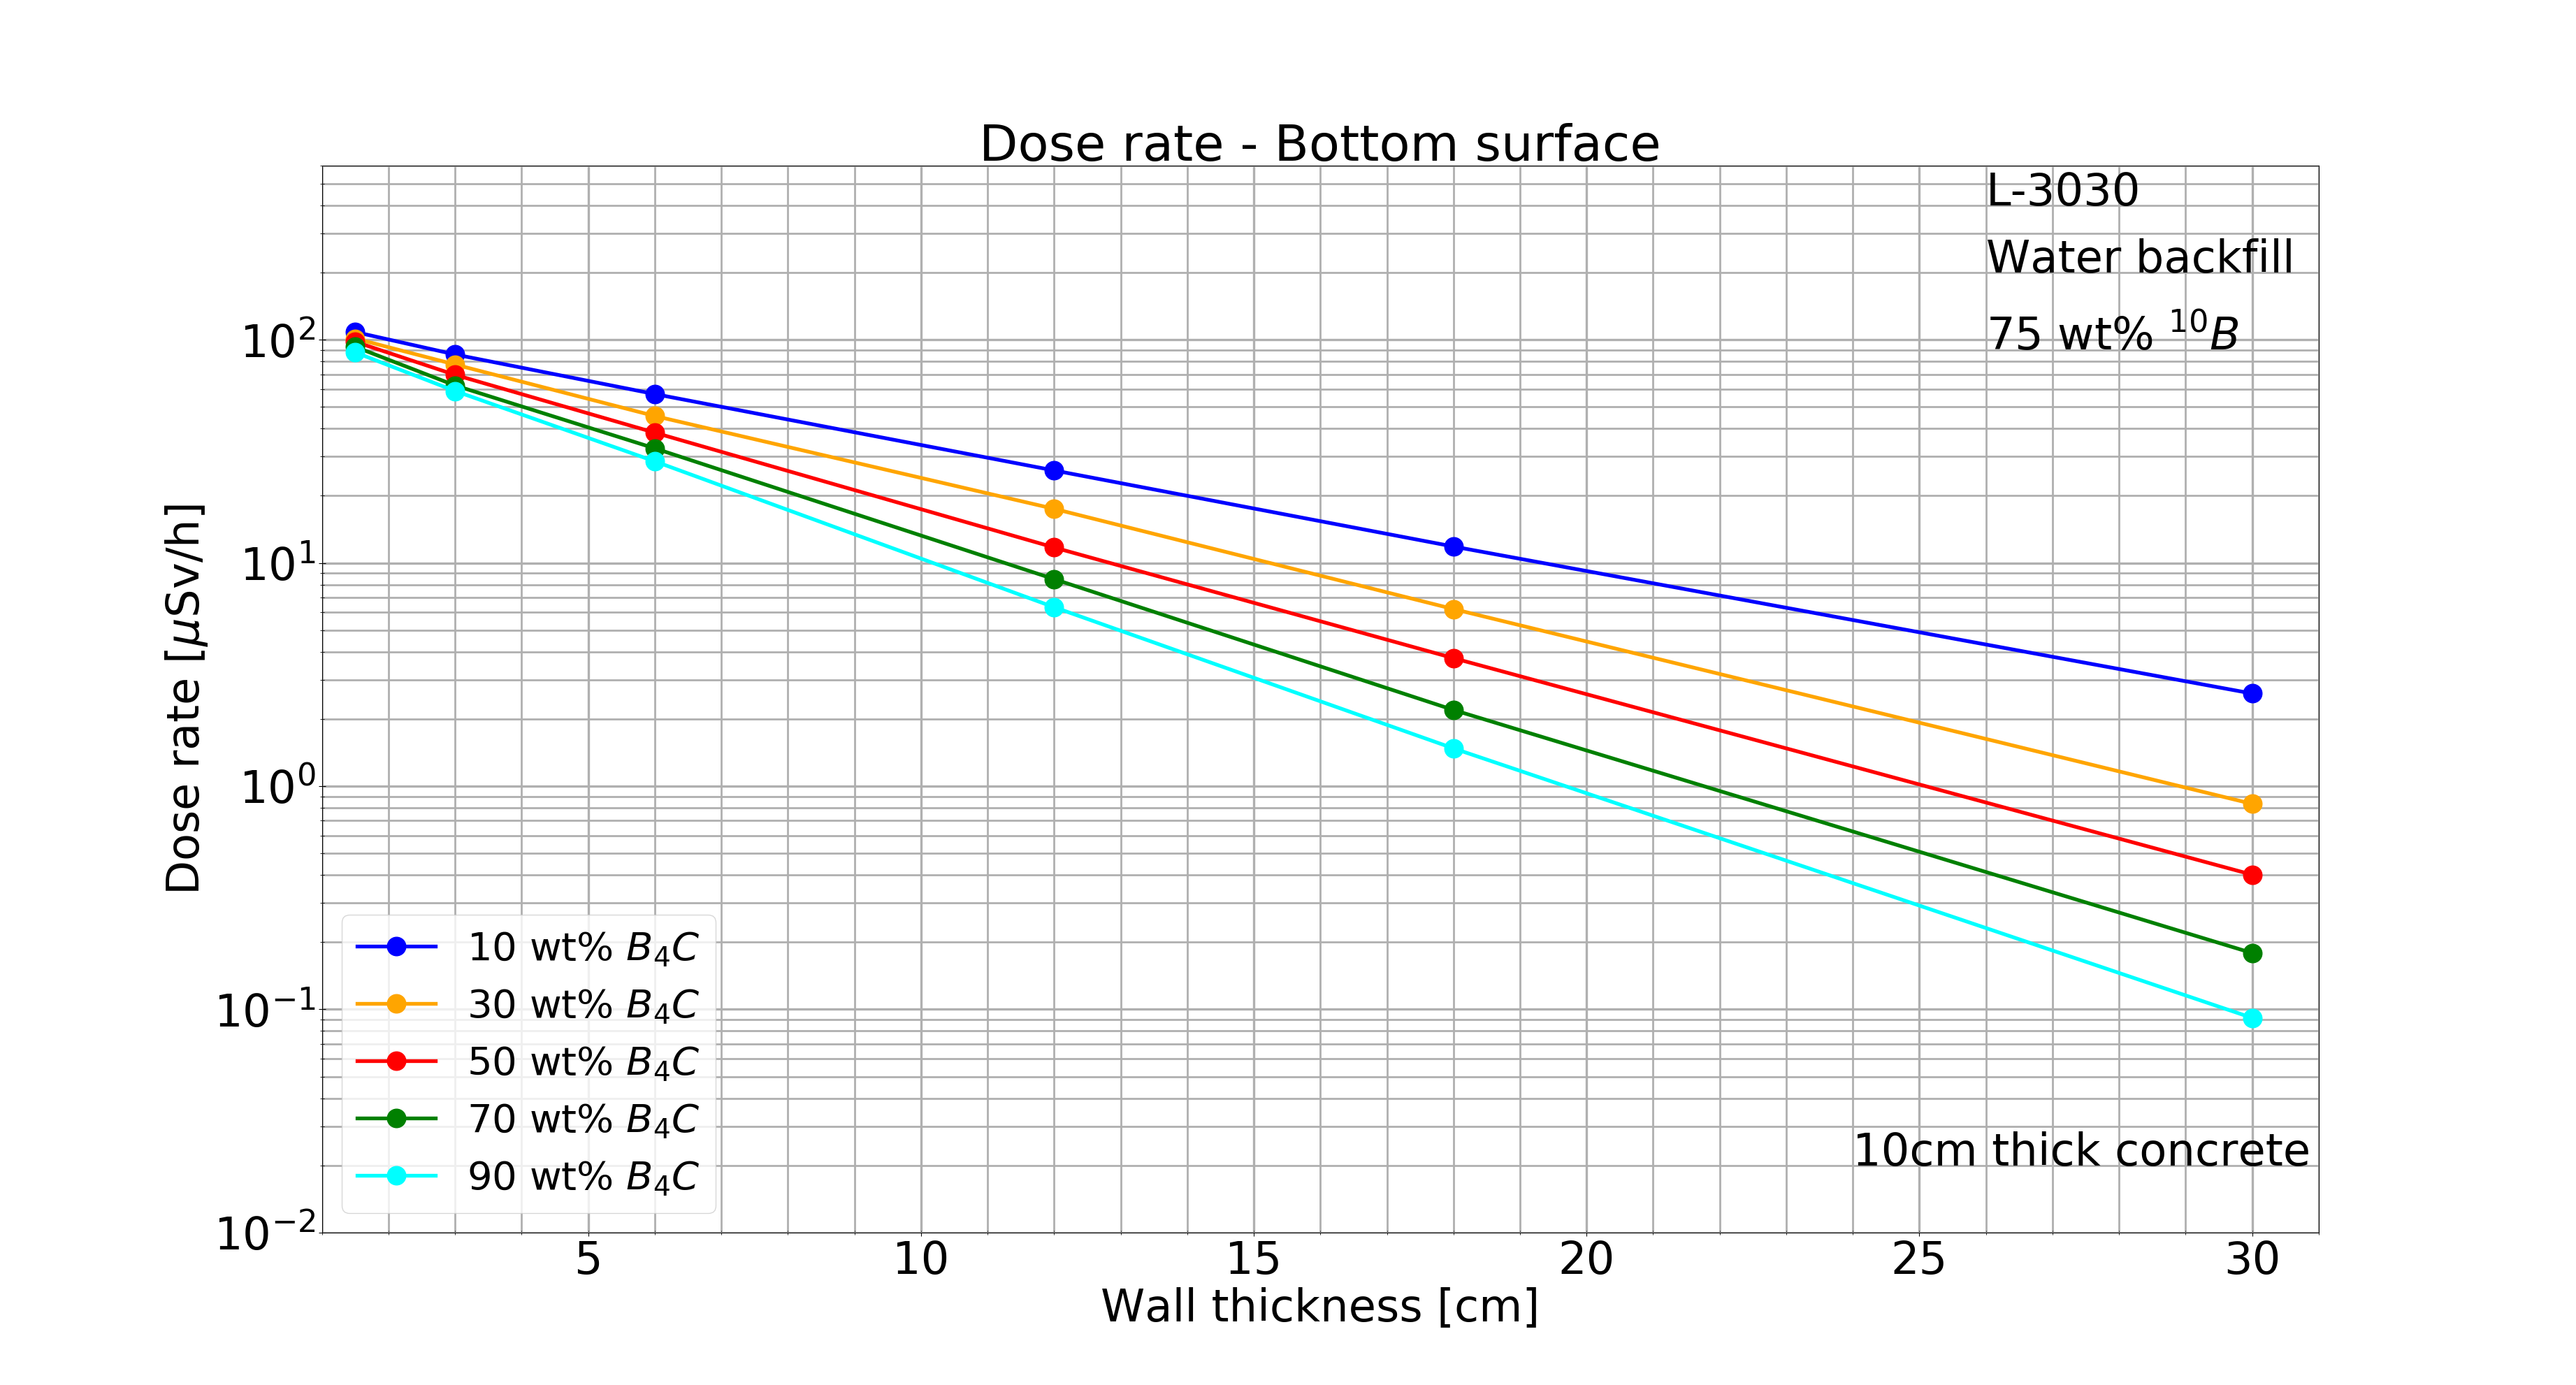 Dose rate - Bottom surface
L-3030
Water backfill
75 wt% ¹⁰B
Dose rate [μSv/h]
10²
10¹
10⁰
10⁻¹
10⁻²
10 wt% B₄C
30 wt% B₄C
50 wt% B₄C
70 wt% B₄C
90 wt% B₄C
10cm thick concrete
5 10 15 20 25 30
Wall thickness [cm]